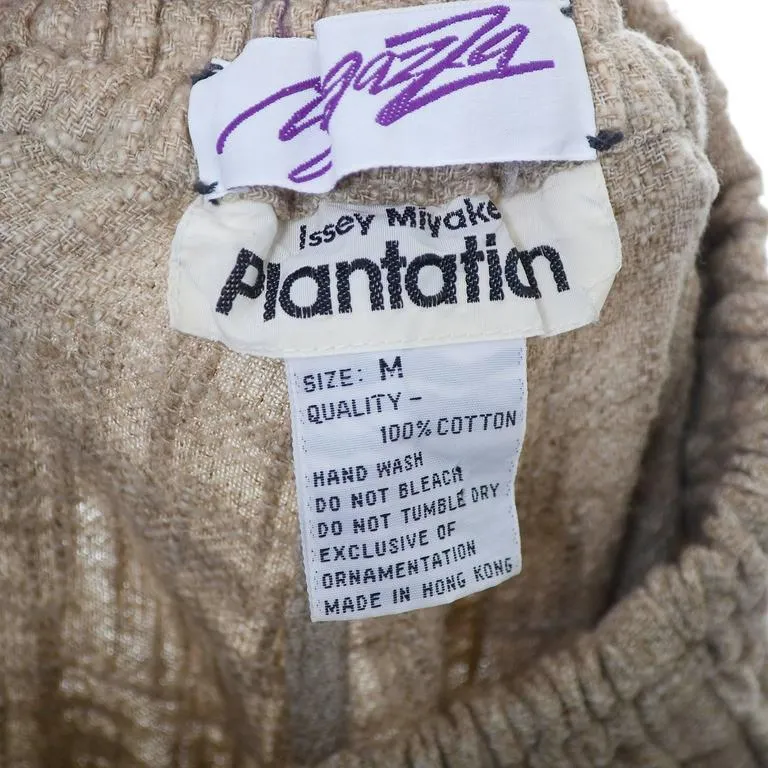 Issey Miyake
Plantation
SIZE: M
QUALITY -
100% COTTON
HAND WASH
DO NOT BLEACH
DO NOT TUMBLE DRY
EXCLUSIVE OF
ORNAMENTATION
MADE IN HONG KONG